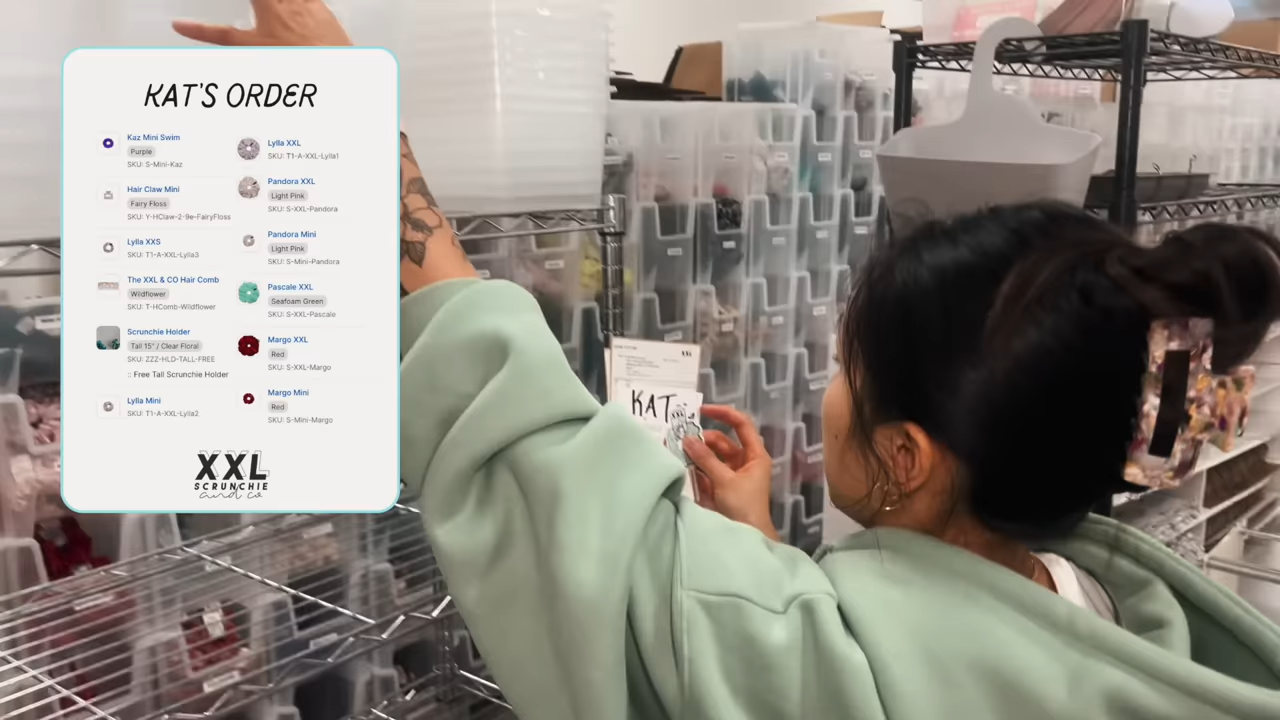 KAT'S ORDER
Kaz Mini Swim
Purple
SKU: S-Mini-Kaz
Hair Claw Mini
Fairy Floss
SKU: Y-HClaw-2-9e-FairyFloss
Lylla XXS
SKU: T1-A-XXL-Lylla3
The XXL & CO Hair Comb
Wildflower
SKU: T-HComb-Wildflower
Scrunchie Holder
Tall 15" / Clear Floral
SKU: ZZZ-HLD-TALL-FREE
:: Free Tall Scrunchie Holder
Lylla Mini
SKU: T1-A-XXL-Lylla2
Lylla XXL
SKU: T1-A-XXL-Lylla1
Pandora XXL
Light Pink
SKU: S-XXL-Pandora
Pandora Mini
Light Pink
SKU: S-Mini-Pandora
Pascale XXL
Seafoam Green
SKU: S-XXL-Pascale
Margo XXL
Red
SKU: S-XXL-Margo
Margo Mini
Red
SKU: S-Mini-Margo
XXL
SCRUNCHIE
and co
XXL
KAT